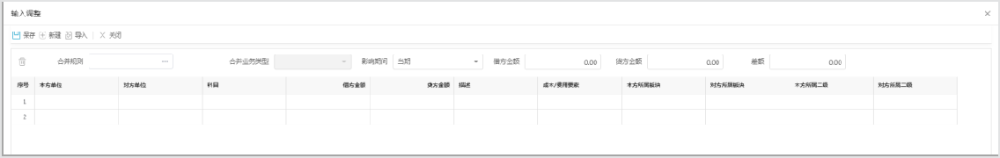 输入调整
保存 新建 导入 关闭
合并规则 合并业务类型 影响期间 当期 借方金额 0.00 贷方金额 0.00 差额 0.00
序号 本方单位 对方单位 科目 借方金额 贷方金额 描述 成本/费用要素 本方所属板块 对方所属板块 本方所属二级 对方所属二级
1
2